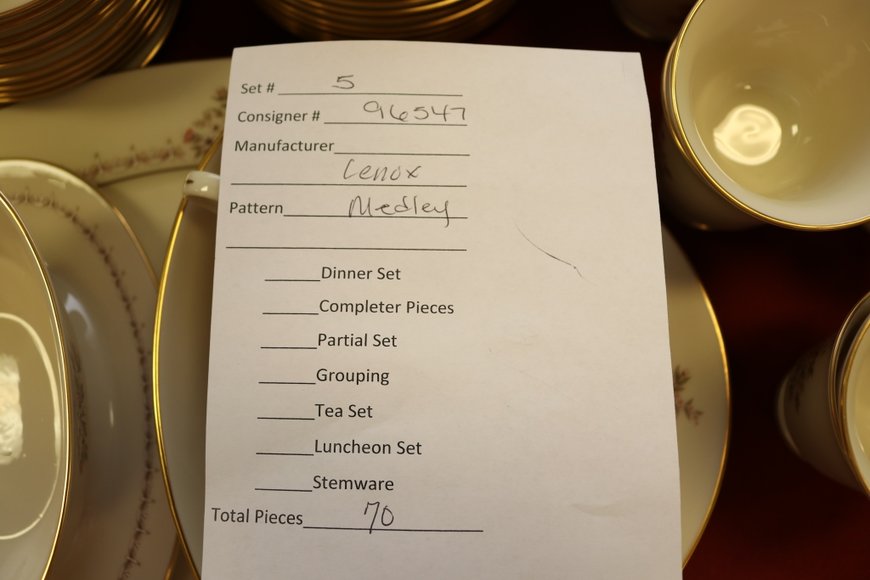 Set # 5
Consigner # 96547
Manufacturer
Lenox
Pattern Medley
Dinner Set
Completer Pieces
Partial Set
Grouping
Tea Set
Luncheon Set
Stemware
Total Pieces 70